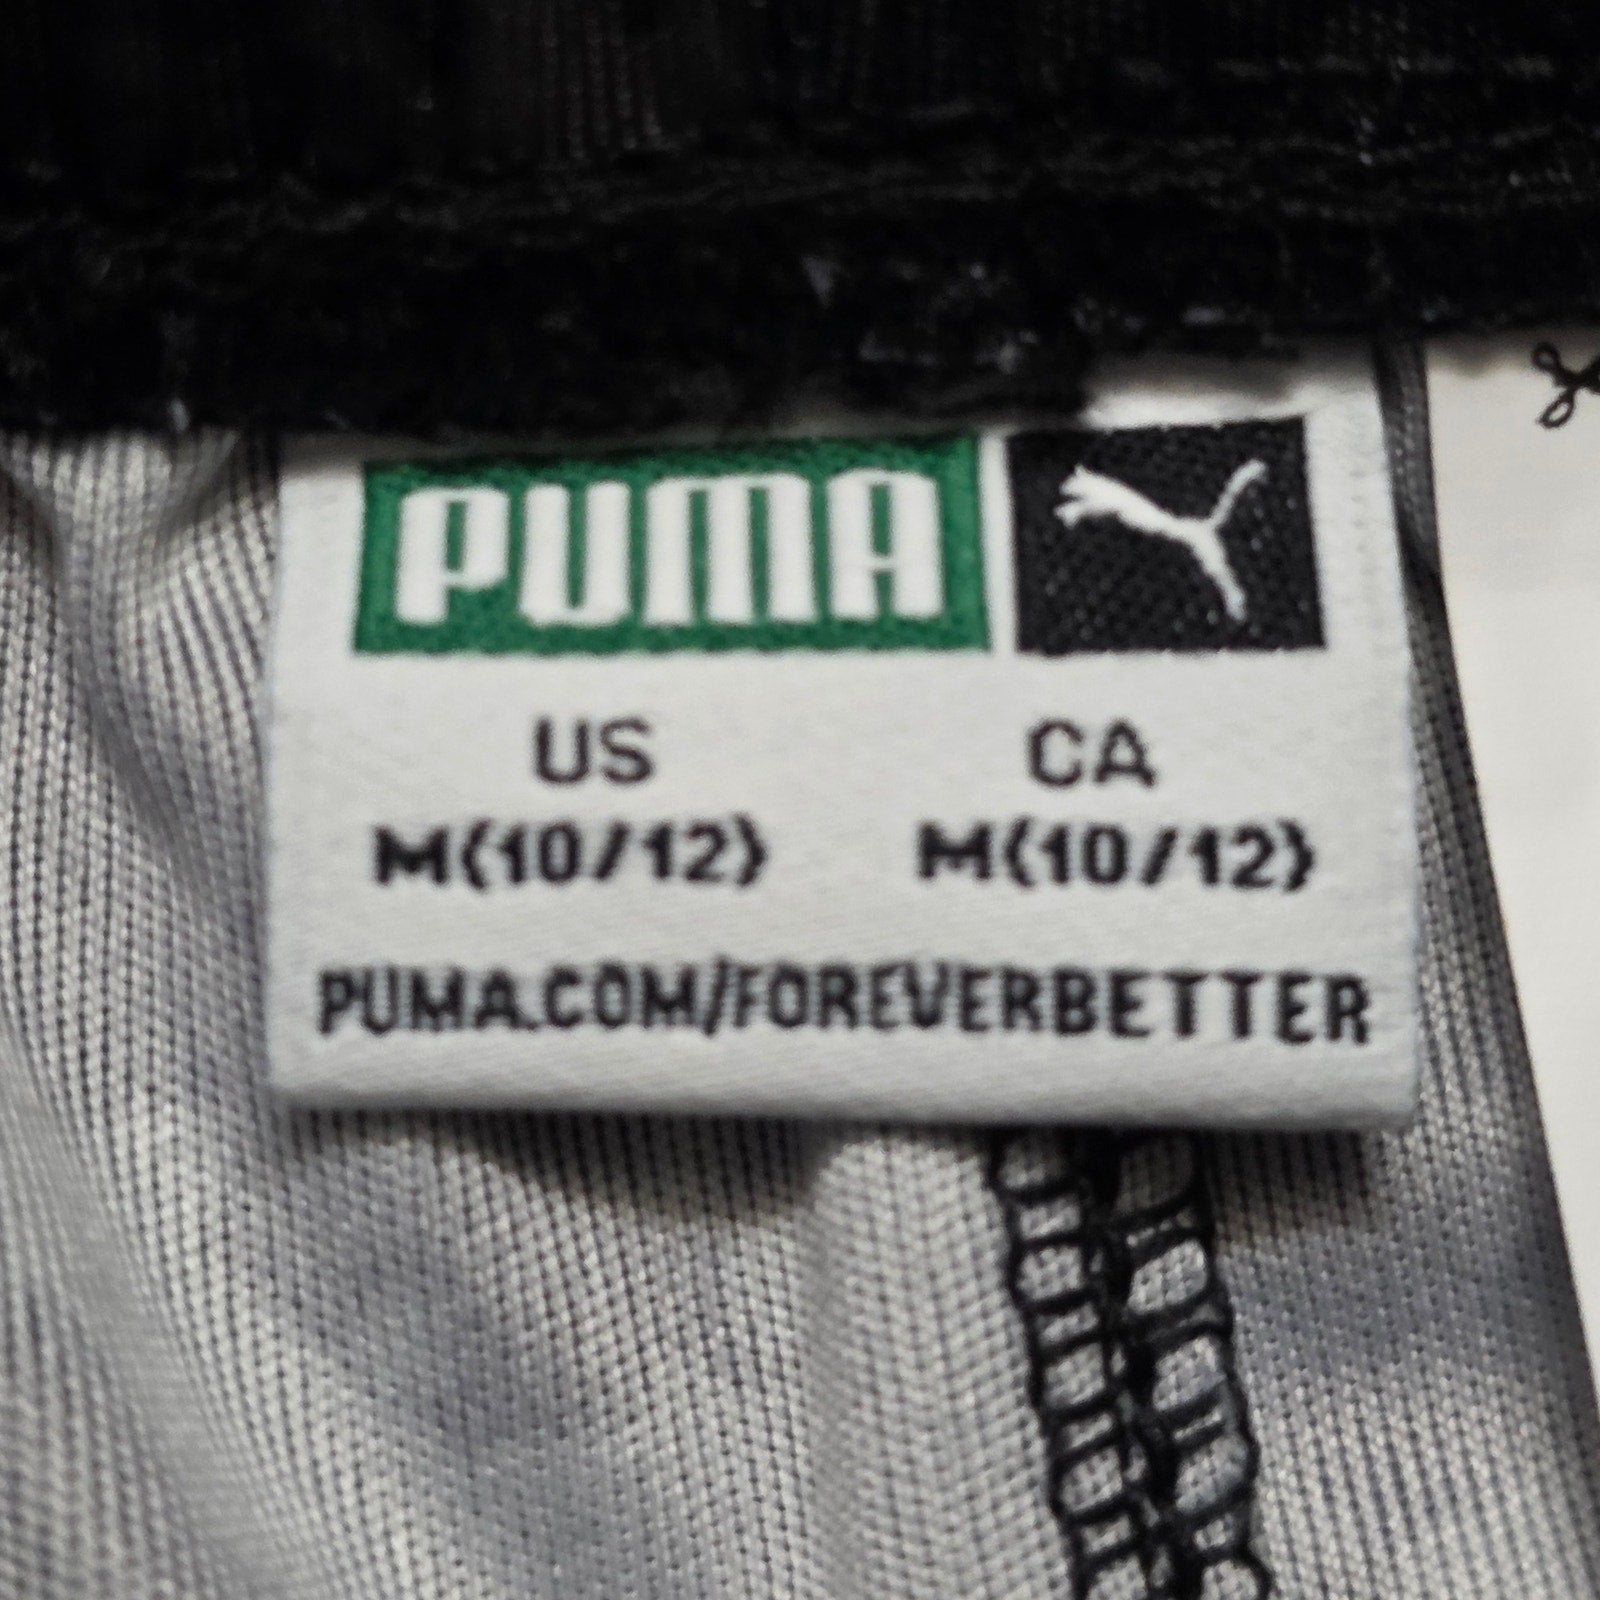 PUMA
US CA
M(10/12) M(10/12)
PUMA.COM/FOREVERBETTER